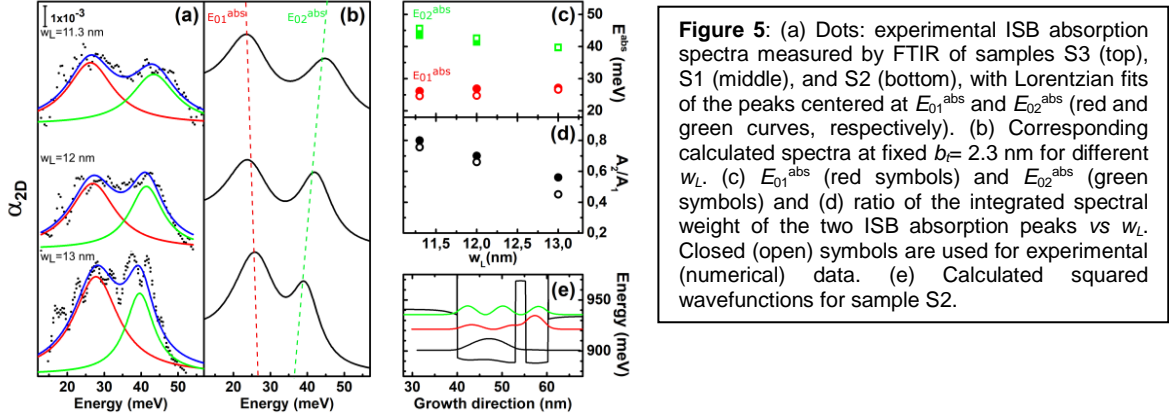 (a)
1x10⁻³
w_L=11.3 nm
w_L=12 nm
w_L=13 nm
α2D
20 30 40 50
Energy (meV)
E01^abs E02^abs
(b)
20 30 40 50
Energy (meV)
(c)
E02^abs
E01^abs
50
40
30
20
E^abs (meV)
(d)
0,8
0,6
0,4
0,2
A2/A1
11,5 12,0 12,5 13,0
w_L(nm)
(e)
950
900
Energy (meV)
30 40 50 60
Growth direction (nm)
Figure 5: (a) Dots: experimental ISB absorption
spectra measured by FTIR of samples S3 (top),
S1 (middle), and S2 (bottom), with Lorentzian fits
of the peaks centered at E01^abs and E02^abs (red and
green curves, respectively). (b) Corresponding
calculated spectra at fixed b_t= 2.3 nm for different
w_L. (c) E01^abs (red symbols) and E02^abs (green
symbols) and (d) ratio of the integrated spectral
weight of the two ISB absorption peaks vs w_L.
Closed (open) symbols are used for experimental
(numerical) data. (e) Calculated squared
wavefunctions for sample S2.